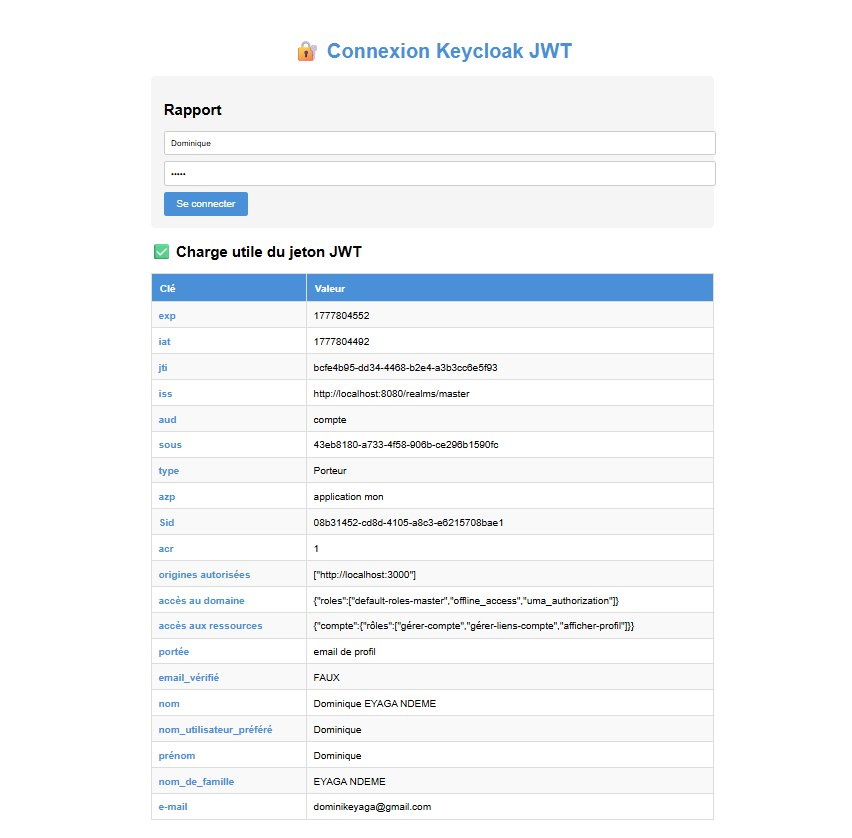 🔐 Connexion Keycloak JWT
Rapport
Dominique
•••••
Se connecter
✅ Charge utile du jeton JWT
Clé Valeur
exp 1777804552
iat 1777804492
jti bcfe4b95-dd34-4468-b2e4-a3b3cc6e5f93
iss http://localhost:8080/realms/master
aud compte
sous 43eb8180-a733-4f58-906b-ce296b1590fc
type Porteur
azp application mon
Sid 08b31452-cd8d-4105-a8c3-e6215708bae1
acr 1
origines autorisées ["http://localhost:3000"]
accès au domaine {"roles":["default-roles-master","offline_access","uma_authorization"]}
accès aux ressources {"compte":{"rôles":["gérer-compte","gérer-liens-compte","afficher-profil"]}}
portée email de profil
email_vérifié FAUX
nom Dominique EYAGA NDEME
nom_utilisateur_préféré Dominique
prénom Dominique
nom_de_famille EYAGA NDEME
e-mail dominikeyaga@gmail.com